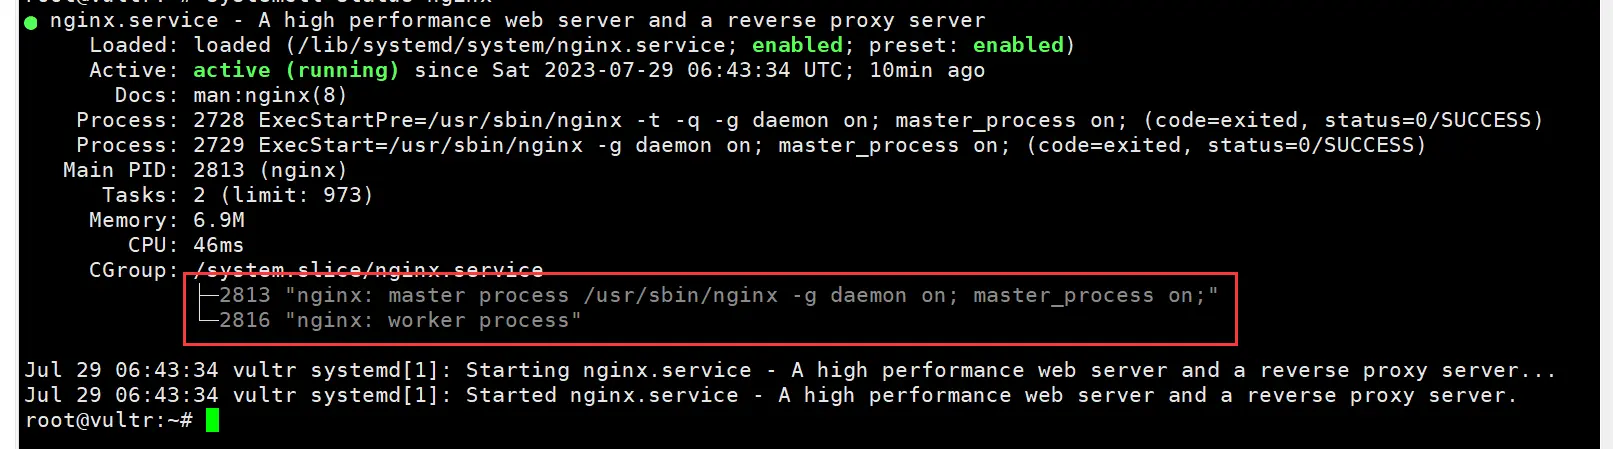 ● nginx.service - A high performance web server and a reverse proxy server
Loaded: loaded (/lib/systemd/system/nginx.service; enabled; preset: enabled)
Active: active (running) since Sat 2023-07-29 06:43:34 UTC; 10min ago
Docs: man:nginx(8)
Process: 2728 ExecStartPre=/usr/sbin/nginx -t -q -g daemon on; master_process on; (code=exited, status=0/SUCCESS)
Process: 2729 ExecStart=/usr/sbin/nginx -g daemon on; master_process on; (code=exited, status=0/SUCCESS)
Main PID: 2813 (nginx)
Tasks: 2 (limit: 973)
Memory: 6.9M
CPU: 46ms
CGroup: /system.slice/nginx.service
├─2813 "nginx: master process /usr/sbin/nginx -g daemon on; master_process on;"
└─2816 "nginx: worker process"
Jul 29 06:43:34 vultr systemd[1]: Starting nginx.service - A high performance web server and a reverse proxy server...
Jul 29 06:43:34 vultr systemd[1]: Started nginx.service - A high performance web server and a reverse proxy server.
root@vultr:~#